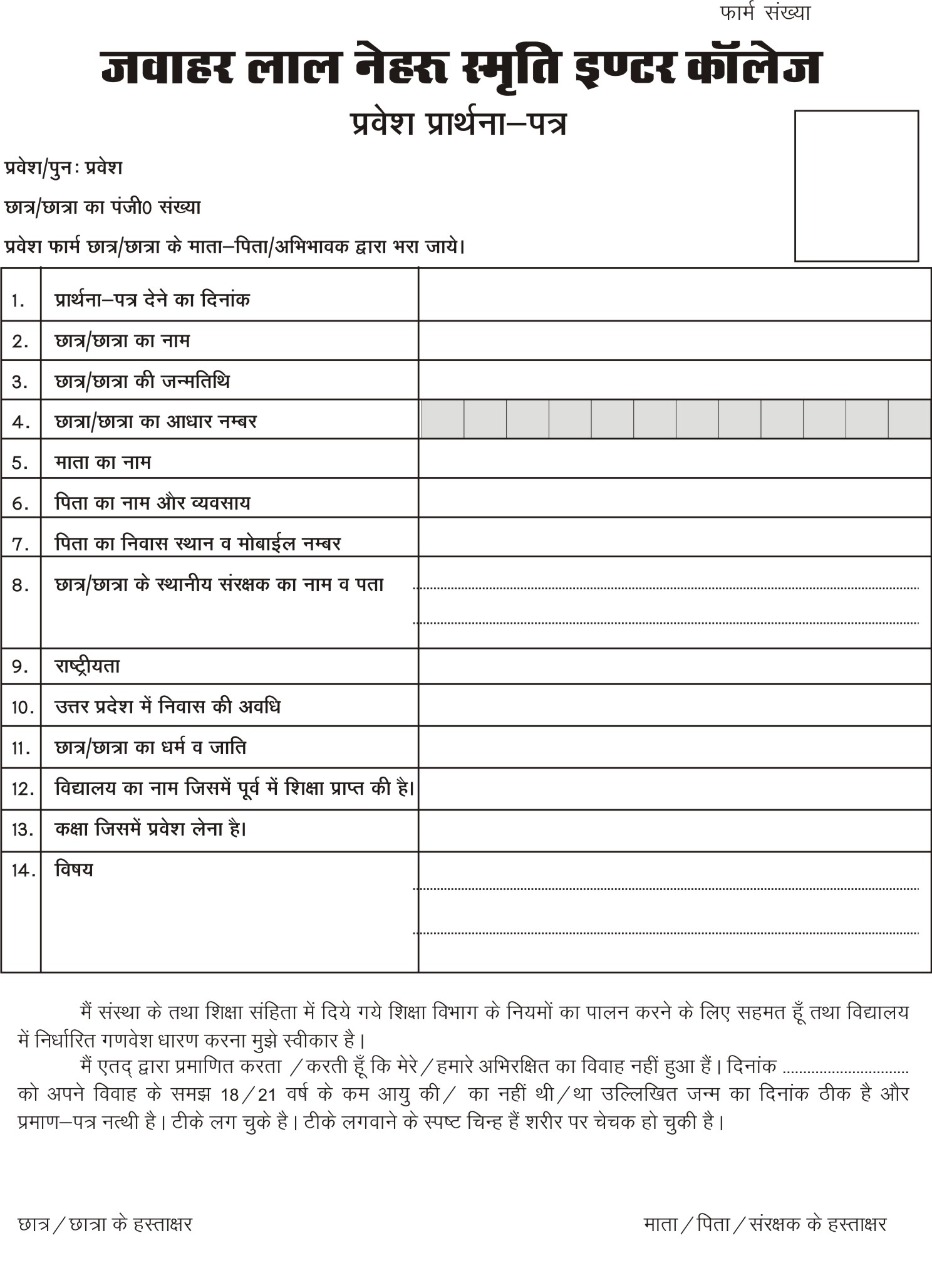 फार्म संख्या
जवाहर लाल नेहरू स्मृति इण्टर कॉलेज
प्रवेश प्रार्थना–पत्र
प्रवेश/पुनः प्रवेश
छात्र/छात्रा का पंजी0 संख्या
प्रवेश फार्म छात्र/छात्रा के माता–पिता/अभिभावक द्वारा भरा जाये।
1. प्रार्थना–पत्र देने का दिनांक
2. छात्र/छात्रा का नाम
3. छात्र/छात्रा की जन्मतिथि
4. छात्रा/छात्रा का आधार नम्बर
5. माता का नाम
6. पिता का नाम और व्यवसाय
7. पिता का निवास स्थान व मोबाईल नम्बर
8. छात्र/छात्रा के स्थानीय संरक्षक का नाम व पता
9. राष्ट्रीयता
10. उत्तर प्रदेश में निवास की अवधि
11. छात्र/छात्रा का धर्म व जाति
12. विद्यालय का नाम जिसमें पूर्व में शिक्षा प्राप्त की है।
13. कक्षा जिसमें प्रवेश लेना है।
14. विषय
मैं संस्था के तथा शिक्षा संहिता में दिये गये शिक्षा विभाग के नियमों का पालन करने के लिए सहमत हूँ तथा विद्यालय
में निर्धारित गणवेश धारण करना मुझे स्वीकार है।
मैं एतद् द्वारा प्रमाणित करता / करती हूँ कि मेरे / हमारे अभिरक्षित का विवाह नहीं हुआ हैं। दिनांक ...............................
को अपने विवाह के समझ 18 / 21 वर्ष के कम आयु की / का नहीं थी / था उल्लिखित जन्म का दिनांक ठीक है और
प्रमाण–पत्र नत्थी है। टीके लग चुके है। टीके लगवाने के स्पष्ट चिन्ह हैं शरीर पर चेचक हो चुकी है।
छात्र / छात्रा के हस्ताक्षर
माता / पिता / संरक्षक के हस्ताक्षर